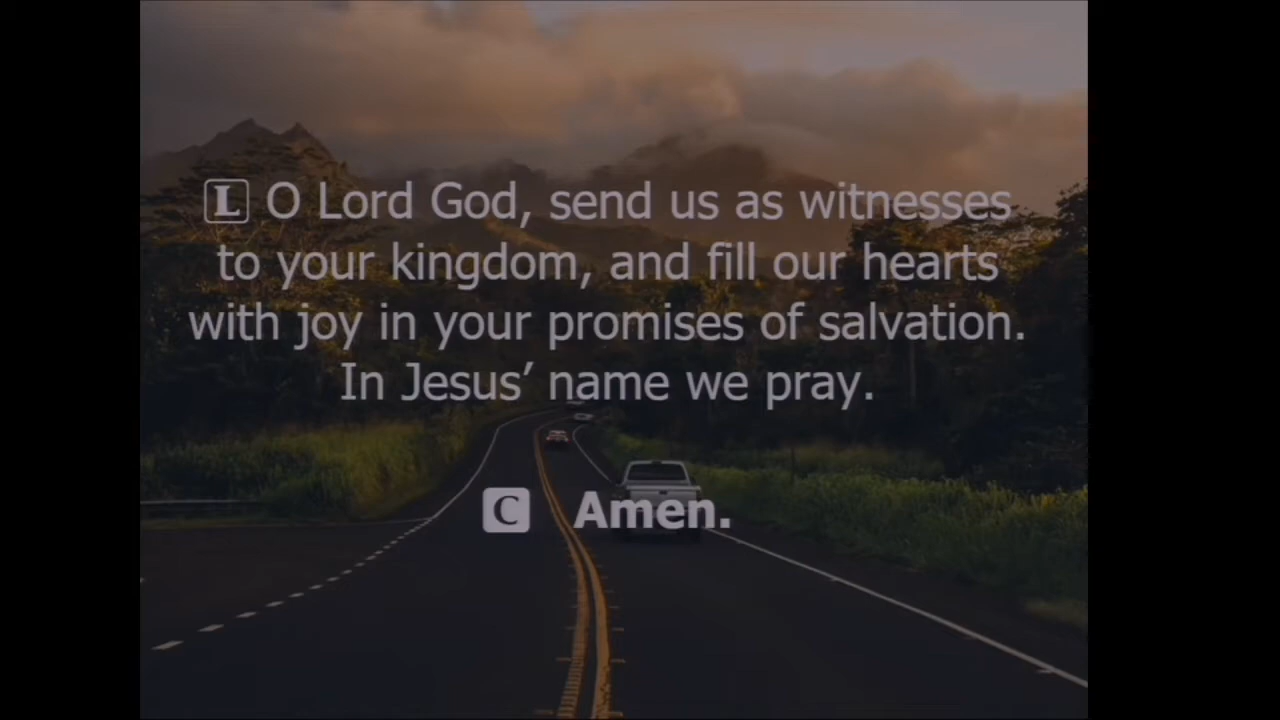 L O Lord God, send us as witnesses
to your kingdom, and fill our hearts
with joy in your promises of salvation.
In Jesus’ name we pray.
C Amen.